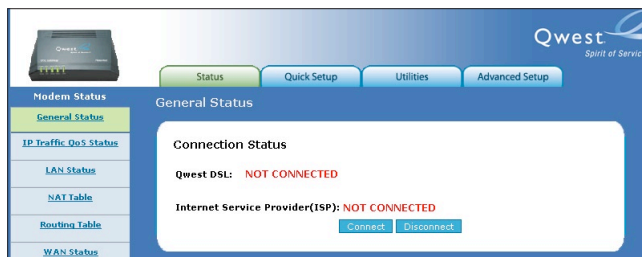 Qwest
Spirit of Servic
Qwest
Status
Quick Setup
Utilities
Advanced Setup
Modem Status
General Status
General Status
IP Traffic QoS Status
LAN Status
NAT Table
Routing Table
WAN Status
Connection Status
Qwest DSL: NOT CONNECTED
Internet Service Provider(ISP): NOT CONNECTED
Connect
Disconnect